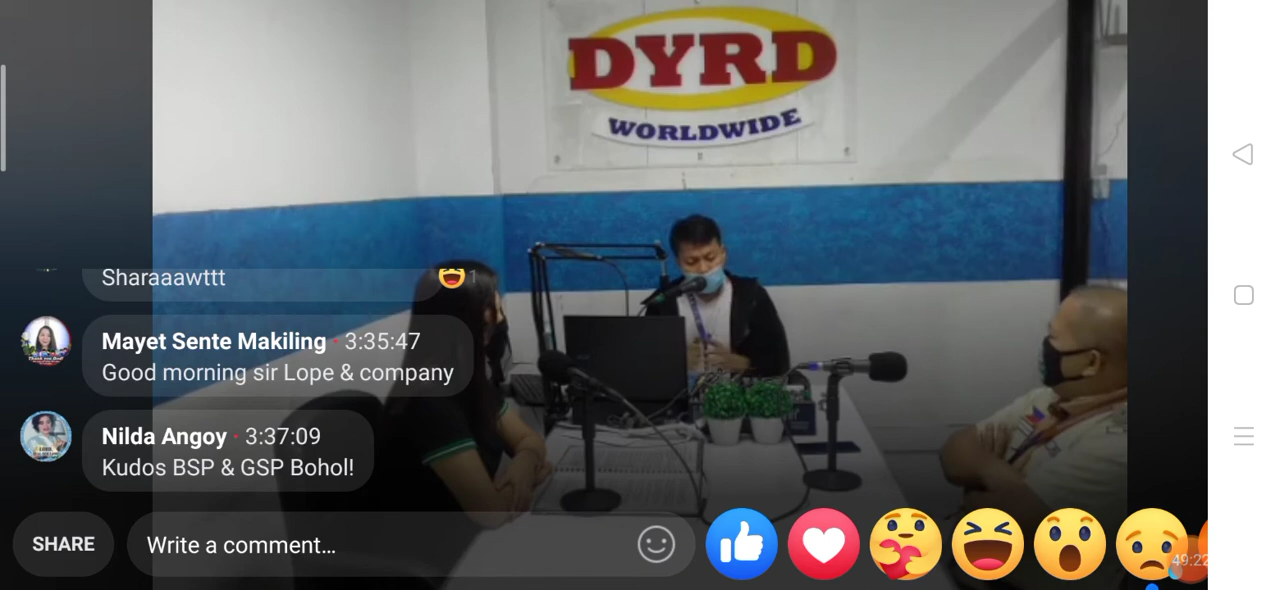 DYRD
WORLDWIDE
Sharaaawttt
1
Mayet Sente Makiling · 3:35:47
Good morning sir Lope & company
Nilda Angoy · 3:37:09
Kudos BSP & GSP Bohol!
SHARE
Write a comment...
49:22